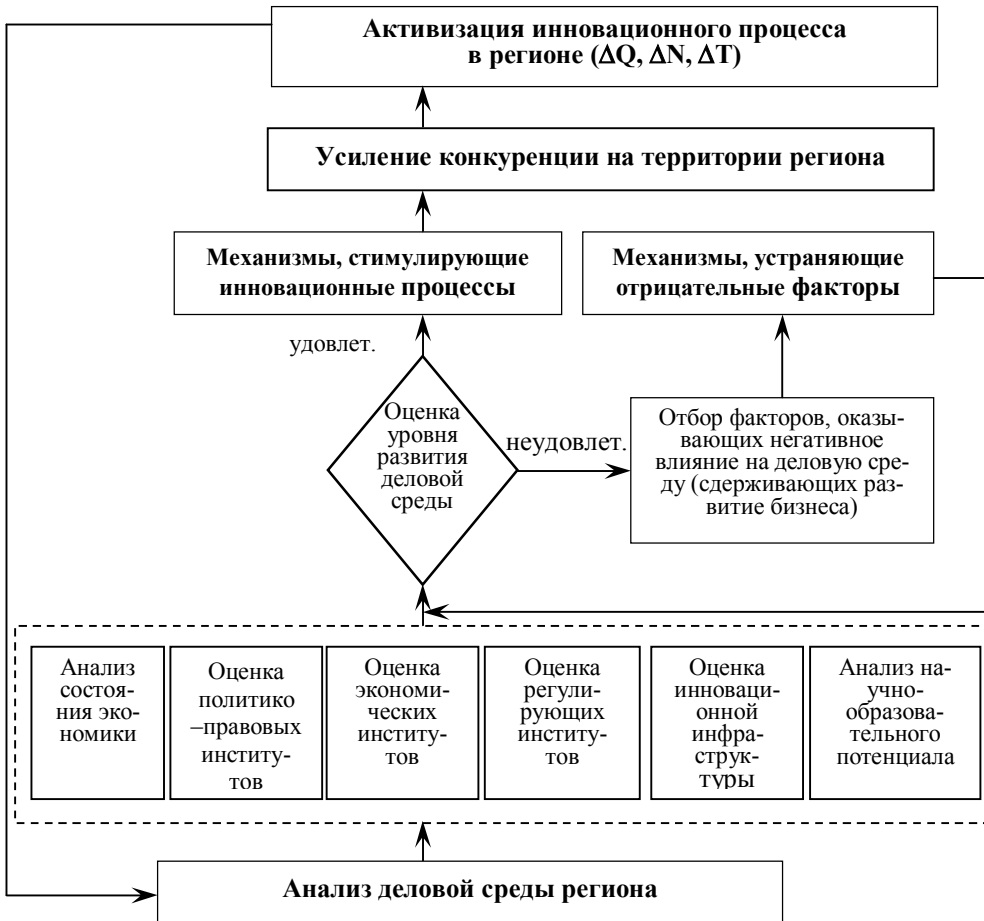 Активизация инновационного процесса
в регионе (ΔQ, ΔN, ΔT)
Усиление конкуренции на территории региона
Механизмы, стимулирующие
инновационные процессы
Механизмы, устраняющие
отрицательные факторы
удовлет.
Оценка
уровня
развития
деловой
среды
неудовлет.
Отбор факторов, оказы-
вающих негативное
влияние на деловую сре-
ду (сдерживающих раз-
витие бизнеса)
Анализ
состоя-
ния эко-
номики
Оценка
политико
–правовых
институ-
тов
Оценка
экономи-
ческих
институ-
тов
Оценка
регули-
рующих
институ-
тов
Оценка
инноваци-
онной
инфра-
струк-
туры
Анализ на-
учно-
образова-
тельного
потенциала
Анализ деловой среды региона